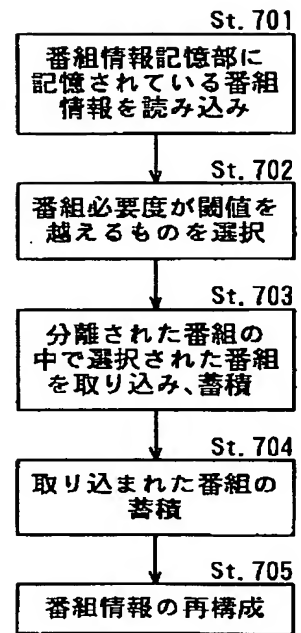 St. 701
番組情報記憶部に
記憶されている番組
情報を読み込み
St. 702
番組必要度が閾値を
越えるものを選択
St. 703
分離された番組の
中で選択された番組
を取り込み、蓄積
St. 704
取り込まれた番組の
蓄積
St. 705
番組情報の再構成